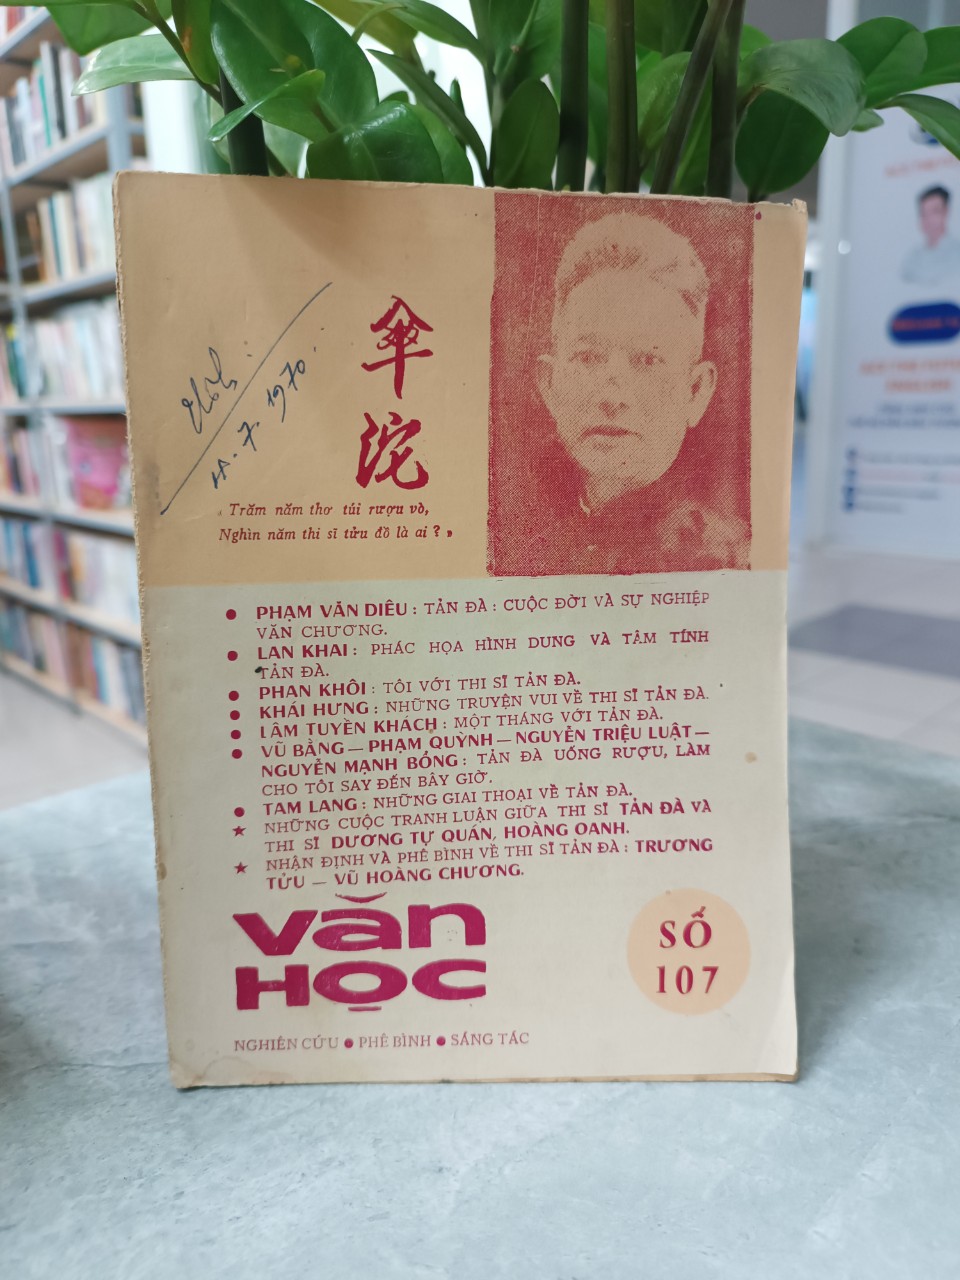 傘
沱
7. 1970.
« Trăm năm thơ túi rượu vò,
Nghìn năm thi sĩ tửu đồ là ai ? »
● PHẠM VĂN DIÊU : TẢN ĐÀ : CUỘC ĐỜI VÀ SỰ NGHIỆP
VĂN CHƯƠNG.
● LAN KHAI : PHÁC HỌA HÌNH DUNG VÀ TÂM TÍNH
TẢN ĐÀ.
● PHAN KHÔI : TÔI VỚI THI SĨ TẢN ĐÀ.
● KHÁI HƯNG : NHỮNG TRUYỆN VUI VỀ THI SĨ TẢN ĐÀ.
● LÂM TUYỀN KHÁCH : MỘT THÁNG VỚI TẢN ĐÀ.
● VŨ BẰNG — PHẠM QUỲNH — NGUYỄN TRIỆU LUẬT —
NGUYỄN MẠNH BỔNG : TẢN ĐÀ UỐNG RƯỢU, LÀM
CHO TÔI SAY ĐẾN BÂY GIỜ.
● TAM LANG : NHỮNG GIAI THOẠI VỀ TẢN ĐÀ.
★ NHỮNG CUỘC TRANH LUẬN GIỮA THI SĨ TẢN ĐÀ VÀ
THI SĨ DƯƠNG TỰ QUÁN, HOÀNG OANH.
★ NHẬN ĐỊNH VÀ PHÊ BÌNH VỀ THI SĨ TẢN ĐÀ : TRƯƠNG
TỬU — VŨ HOÀNG CHƯƠNG.
Văn
HỌC
SỐ
107
NGHIÊN CỨU ● PHÊ BÌNH ● SÁNG TÁC